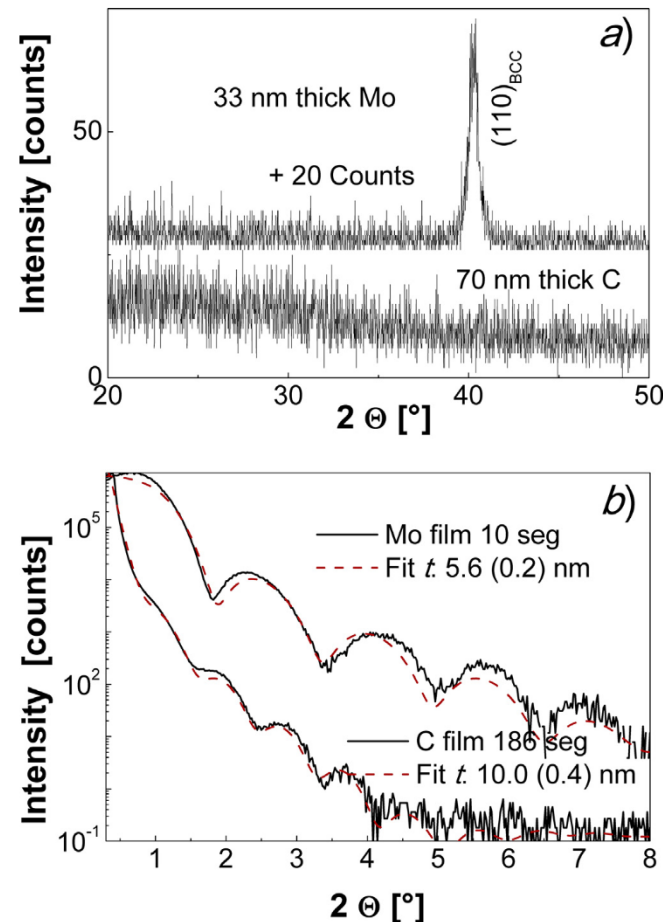 a)
33 nm thick Mo
(110)BCC
50
+ 20 Counts
70 nm thick C
0
20 30 40 50
2 Θ [°]
Intensity [counts]
b)
10^5
Mo film 10 seg
Fit t: 5.6 (0.2) nm
10^2
C film 186 seg
Fit t: 10.0 (0.4) nm
10^-1
1 2 3 4 5 6 7 8
2 Θ [°]
Intensity [counts]